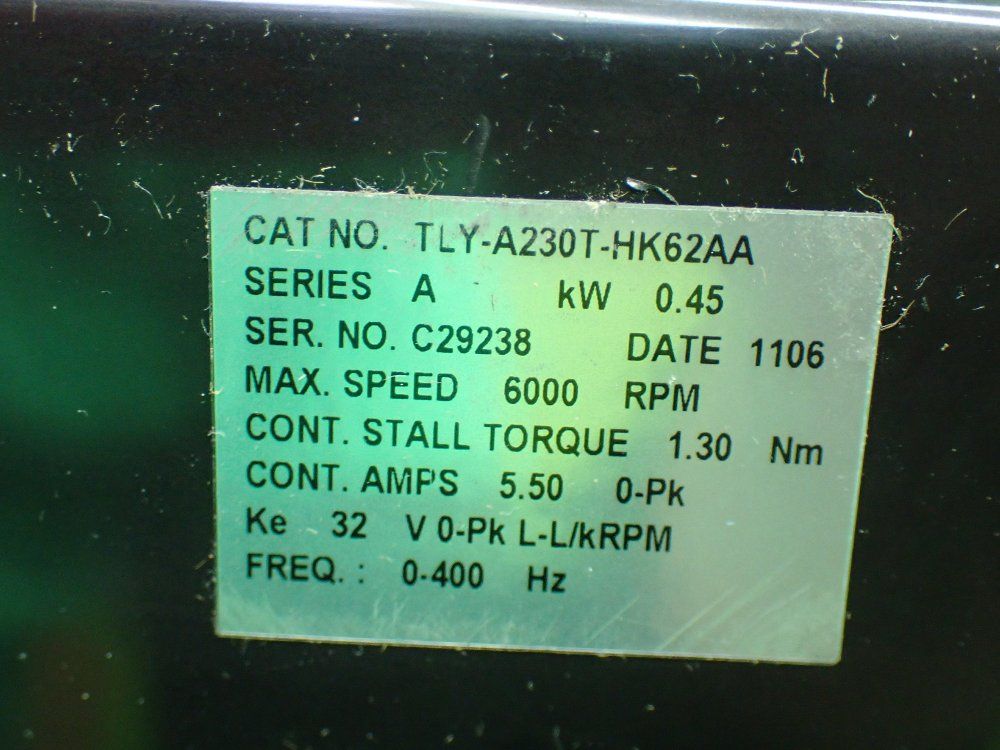 CAT NO. TLY-A230T-HK62AA
SERIES A kW 0.45
SER. NO. C29238 DATE 1106
MAX. SPEED 6000 RPM
CONT. STALL TORQUE 1.30 Nm
CONT. AMPS 5.50 0-Pk
Ke 32 V 0-Pk L-L/kRPM
FREQ. : 0-400 Hz